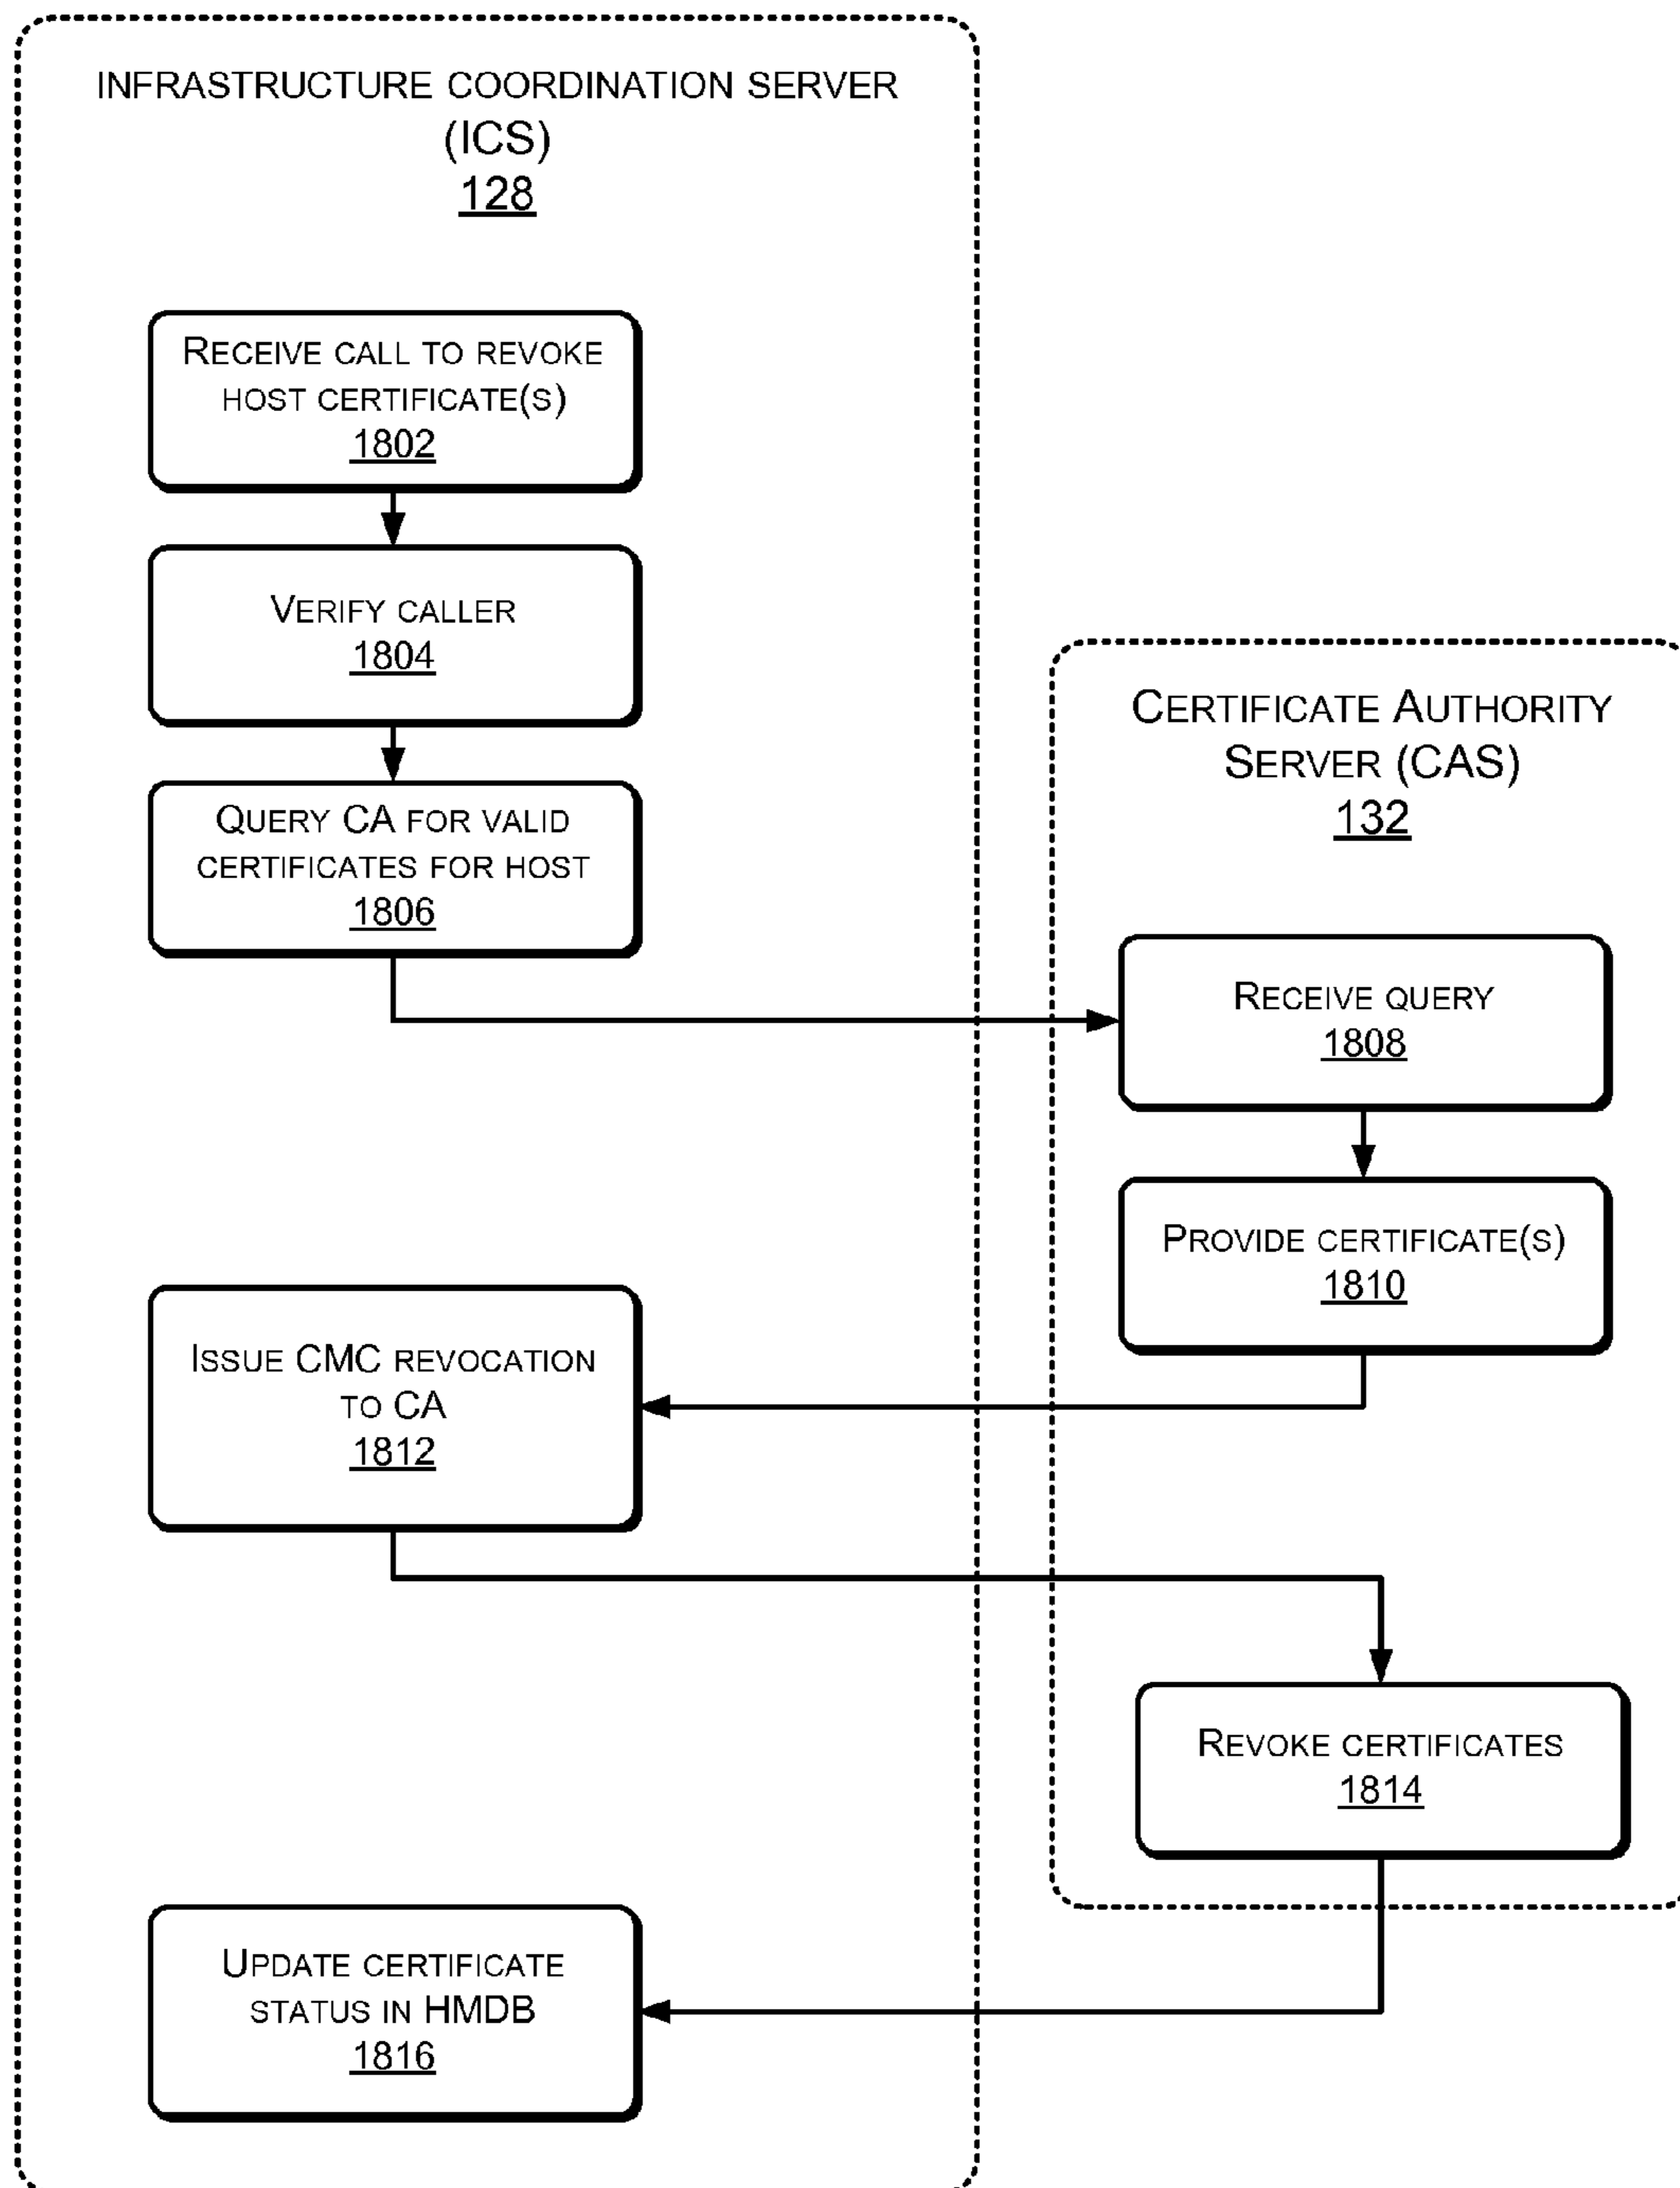 INFRASTRUCTURE COORDINATION SERVER
(ICS)
128
RECEIVE CALL TO REVOKE
HOST CERTIFICATE(S)
1802
VERIFY CALLER
1804
QUERY CA FOR VALID
CERTIFICATES FOR HOST
1806
CERTIFICATE AUTHORITY
SERVER (CAS)
132
RECEIVE QUERY
1808
PROVIDE CERTIFICATE(S)
1810
ISSUE CMC REVOCATION
TO CA
1812
REVOKE CERTIFICATES
1814
UPDATE CERTIFICATE
STATUS IN HMDB
1816